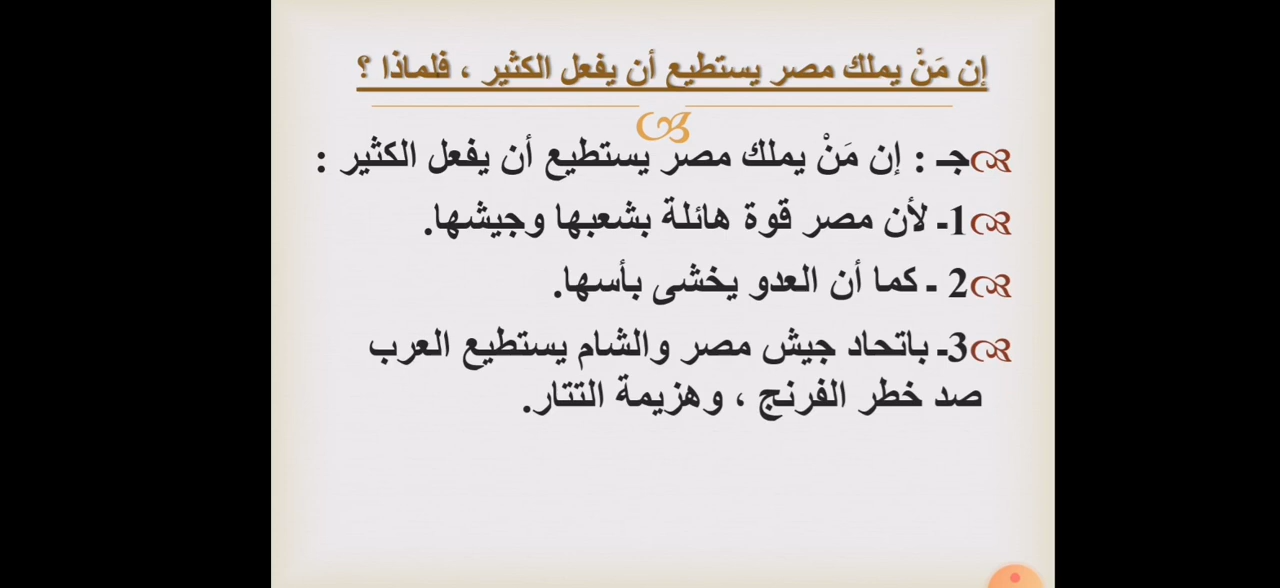 إن مَنْ يملك مصر يستطيع أن يفعل الكثير ، فلماذا ؟
جـ : إن مَنْ يملك مصر يستطيع أن يفعل الكثير :
1ـ لأن مصر قوة هائلة بشعبها وجيشها.
2 ـ كما أن العدو يخشى بأسها.
3ـ باتحاد جيش مصر والشام يستطيع العرب
صد خطر الفرنج ، وهزيمة التتار.